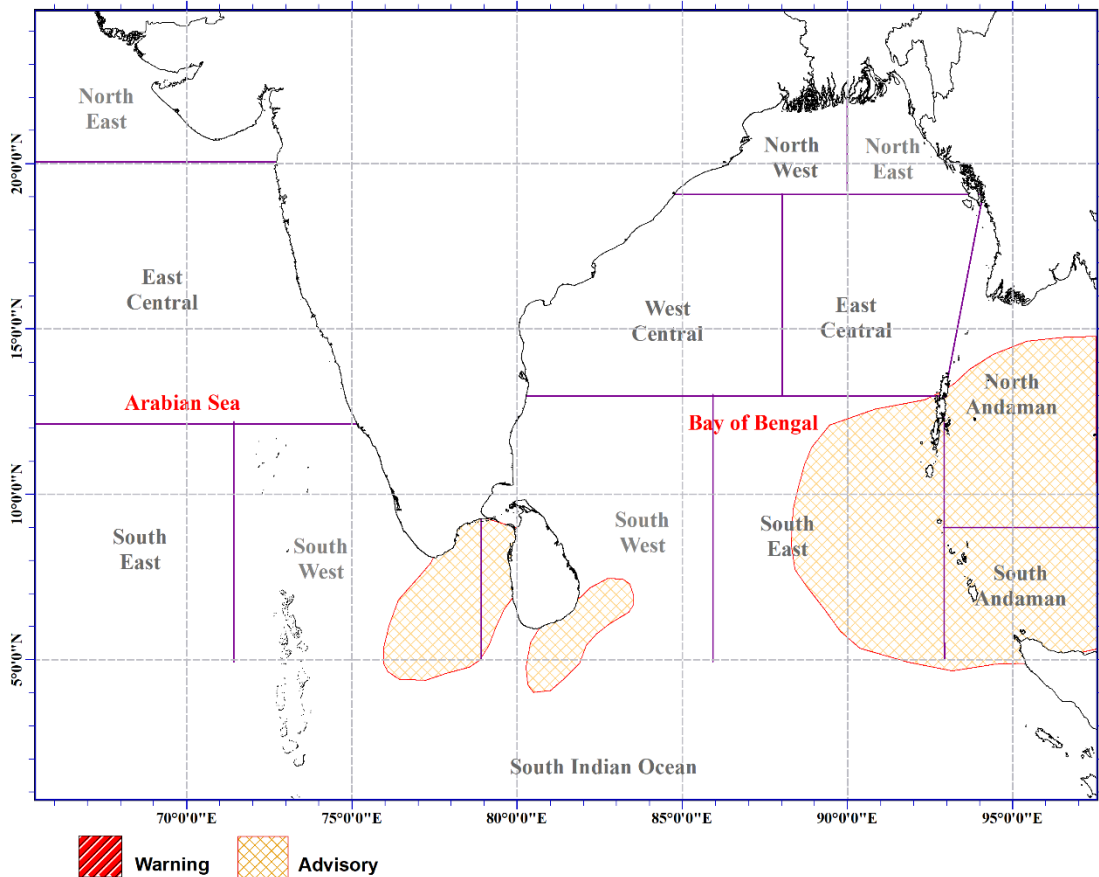 North
East
North
West
North
East
20°0'0"N
East
Central
West
Central
East
Central
15°0'0"N
North
Andaman
Arabian Sea
Bay of Bengal
10°0'0"N
South
East
South
West
South
West
South
East
South
Andaman
5°0'0"N
South Indian Ocean
70°0'0"E
75°0'0"E
80°0'0"E
85°0'0"E
90°0'0"E
95°0'0"E
Warning
Advisory